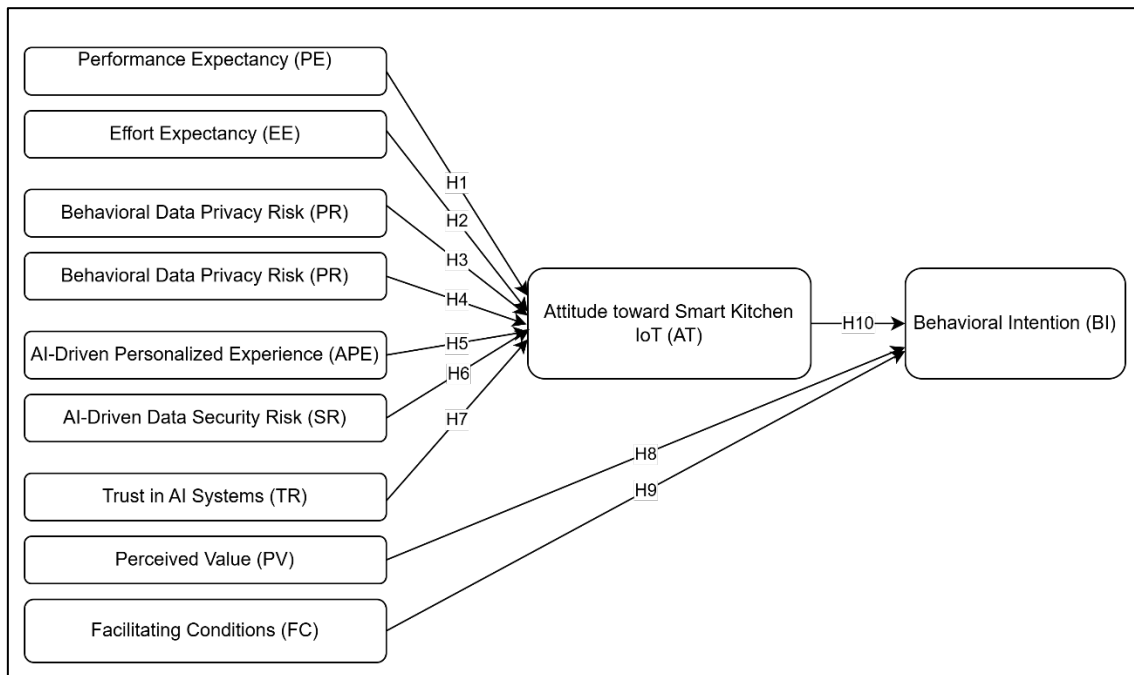 Performance Expectancy (PE)
Effort Expectancy (EE)
Behavioral Data Privacy Risk (PR)
Behavioral Data Privacy Risk (PR)
AI-Driven Personalized Experience (APE)
AI-Driven Data Security Risk (SR)
Trust in AI Systems (TR)
Perceived Value (PV)
Facilitating Conditions (FC)
H1
H2
H3
H4
H5
H6
H7
H8
H9
Attitude toward Smart Kitchen
IoT (AT)
H10
Behavioral Intention (BI)